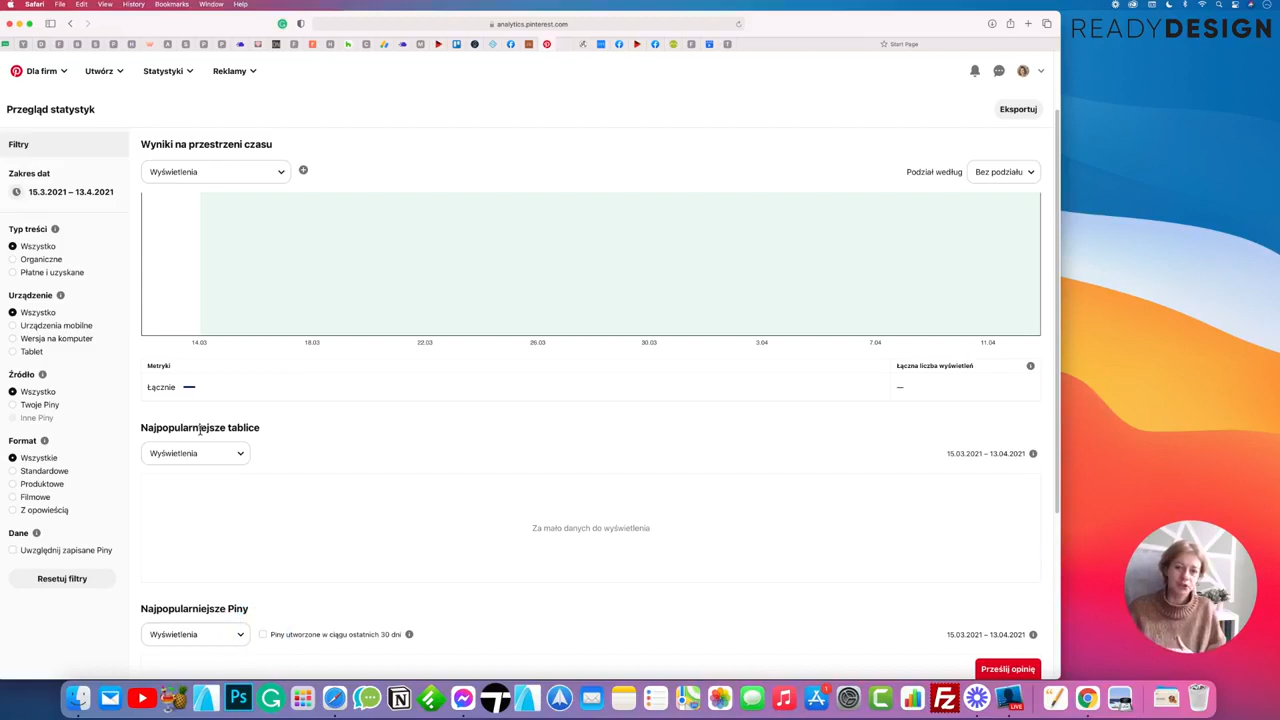 Safari File Edit View History Bookmarks Window Help
analytics.pinterest.com
Start Page
READYDESIGN
Dla firm Utwórz Statystyki Reklamy
Przegląd statystyk
Eksportuj
Filtry
Zakres dat
15.3.2021 – 13.4.2021
Typ treści
Wszystko
Organiczne
Płatne i uzyskane
Urządzenie
Wszystko
Urządzenia mobilne
Wersja na komputer
Tablet
Źródło
Wszystko
Twoje Piny
Inne Piny
Format
Wszystkie
Standardowe
Produktowe
Filmowe
Z opowieścią
Dane
Uwzględnij zapisane Piny
Resetuj filtry
Wyniki na przestrzeni czasu
Wyświetlenia
Podział według Bez podziału
14.03 18.03 22.03 26.03 30.03 3.04 7.04 11.04
Metryki Łączna liczba wyświetleń
Łącznie —
Najpopularniejsze tablice
Wyświetlenia 15.03.2021 – 13.04.2021
Za mało danych do wyświetlenia
Najpopularniejsze Piny
Wyświetlenia Piny utworzone w ciągu ostatnich 30 dni 15.03.2021 – 13.04.2021
Prześlij opinię